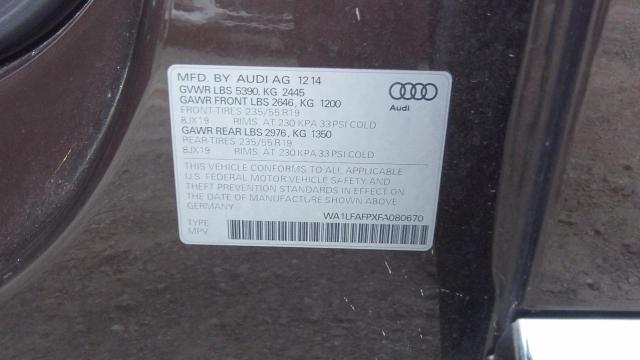 MFD. BY AUDI AG 12 14
GVWR LBS 5390, KG 2445
GAWR FRONT LBS 2646, KG 1200
FRONT-TIRES 235/55 R19
8JX19 RIMS. AT 230 KPA 33 PSI COLD
GAWR REAR LBS 2976, KG 1350
REAR-TIRES 235/55 R19
8JX19 RIMS. AT 230 KPA 33 PSI COLD
THIS VEHICLE CONFORMS TO ALL APPLICABLE
U.S. FEDERAL MOTOR VEHICLE SAFETY AND
THEFT PREVENTION STANDARDS IN EFFECT ON
THE DATE OF MANUFACTURE SHOWN ABOVE.
GERMANY
WA1LFAFPXFA080670
TYPE
MPV
Audi